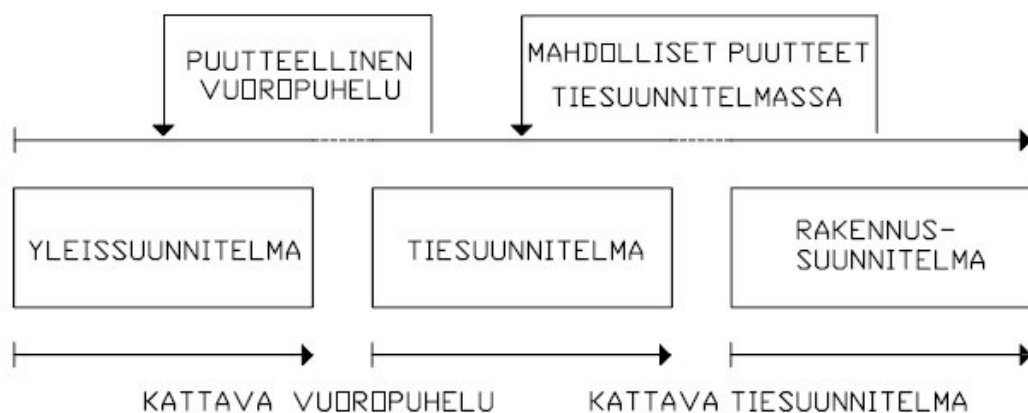 PUUTTEELLINEN
VUOROPUHELU
MAHDOLLISET PUUTTEET
TIESUUNNITELMASSA
YLEISSUUNNITELMA
TIESUUNNITELMA
RAKENNUS-
SUUNNITELMA
KATTAVA VUOROPUHELU
KATTAVA TIESUUNNITELMA